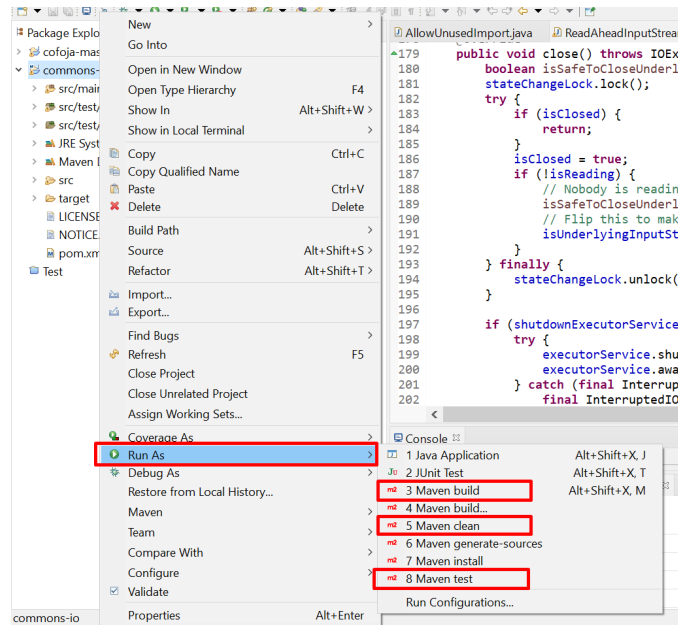 Package Explo
cofoja-mas
commons-
src/main
src/test/
src/test/
JRE Syst
Maven D
src
target
LICENSE
NOTICE.
pom.xm
Test
New
Go Into
Open in New Window
Open Type Hierarchy F4
Show In Alt+Shift+W >
Show in Local Terminal >
Copy Ctrl+C
Copy Qualified Name
Paste Ctrl+V
Delete Delete
Build Path >
Source Alt+Shift+S >
Refactor Alt+Shift+T >
Import...
Export...
Find Bugs >
Refresh F5
Close Project
Close Unrelated Project
Assign Working Sets...
Coverage As >
Run As >
Debug As >
Restore from Local History...
Maven >
Team >
Compare With >
Configure >
Validate
Properties Alt+Enter
AllowUnusedImport.java ReadAheadInputStrea
179 public void close() throws IOEx
180 boolean isSafeToCloseUnderl
181 stateChangeLock.lock();
182 try {
183 if (isClosed) {
184 return;
185 }
186 isClosed = true;
187 if (!isReading) {
188 // Nobody is readin
189 isSafeToCloseUnderl
190 // Flip this to mak
191 isUnderlyingInputSt
192 }
193 } finally {
194 stateChangeLock.unlock(
195 }
196
197 if (shutdownExecutorService
198 try {
199 executorService.shu
200 executorService.awa
201 } catch (final Interrup
202 final InterruptedIO
Console
1 Java Application Alt+Shift+X, J
2 JUnit Test Alt+Shift+X, T
3 Maven build Alt+Shift+X, M
4 Maven build...
5 Maven clean
6 Maven generate-sources
7 Maven install
8 Maven test
Run Configurations...
commons-io